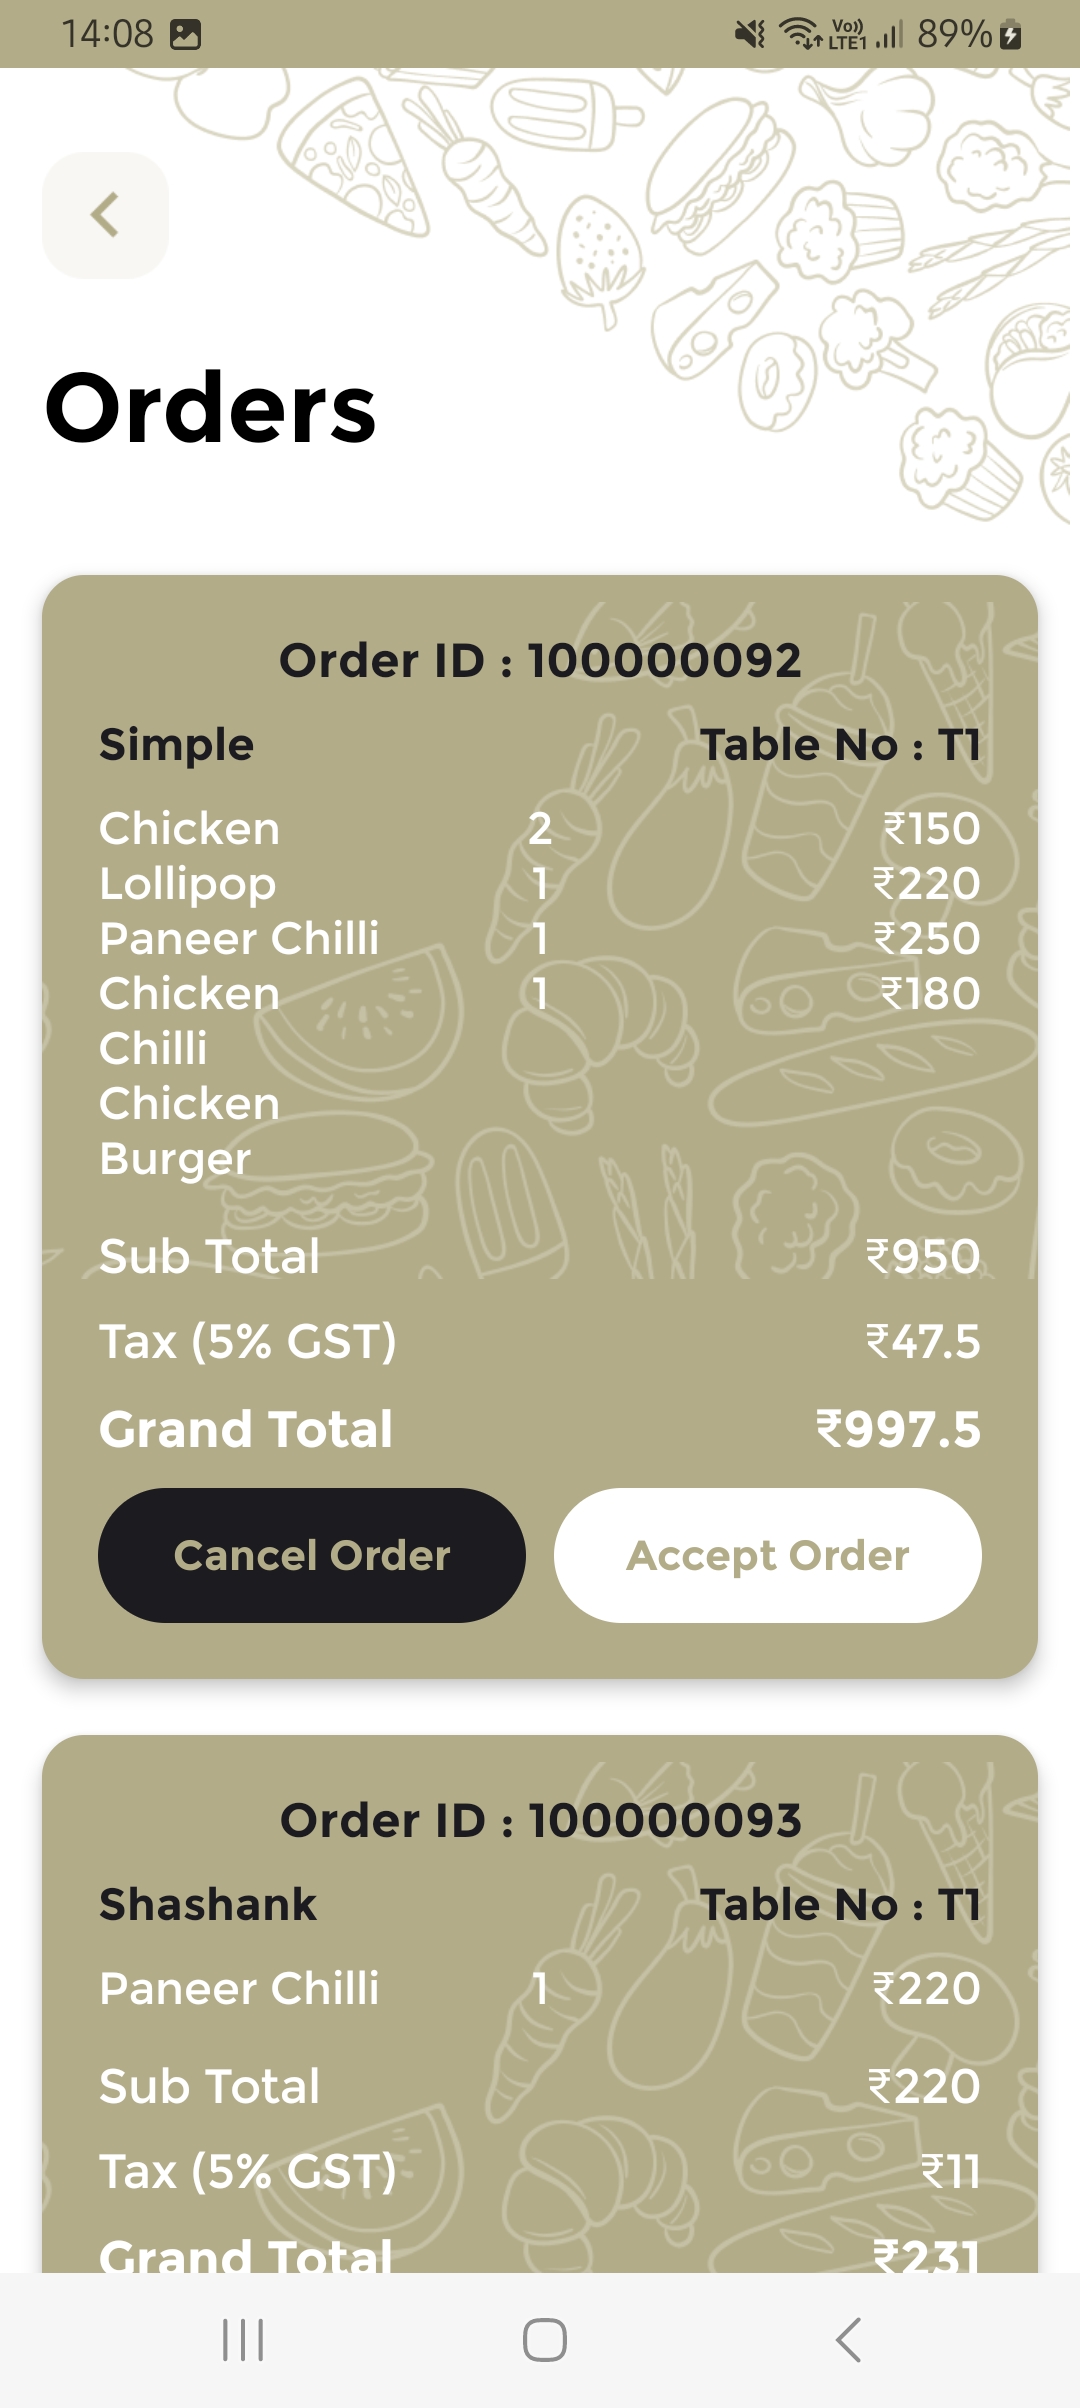 14:08 Vo)) LTE1 89%
Orders
Order ID : 100000092
Simple Table No : T1
Chicken 2 ₹150
Lollipop 1 ₹220
Paneer Chilli 1 ₹250
Chicken 1 ₹180
Chilli
Chicken
Burger
Sub Total ₹950
Tax (5% GST) ₹47.5
Grand Total ₹997.5
Cancel Order Accept Order
Order ID : 100000093
Shashank Table No : T1
Paneer Chilli 1 ₹220
Sub Total ₹220
Tax (5% GST) ₹11
Grand Total ₹231